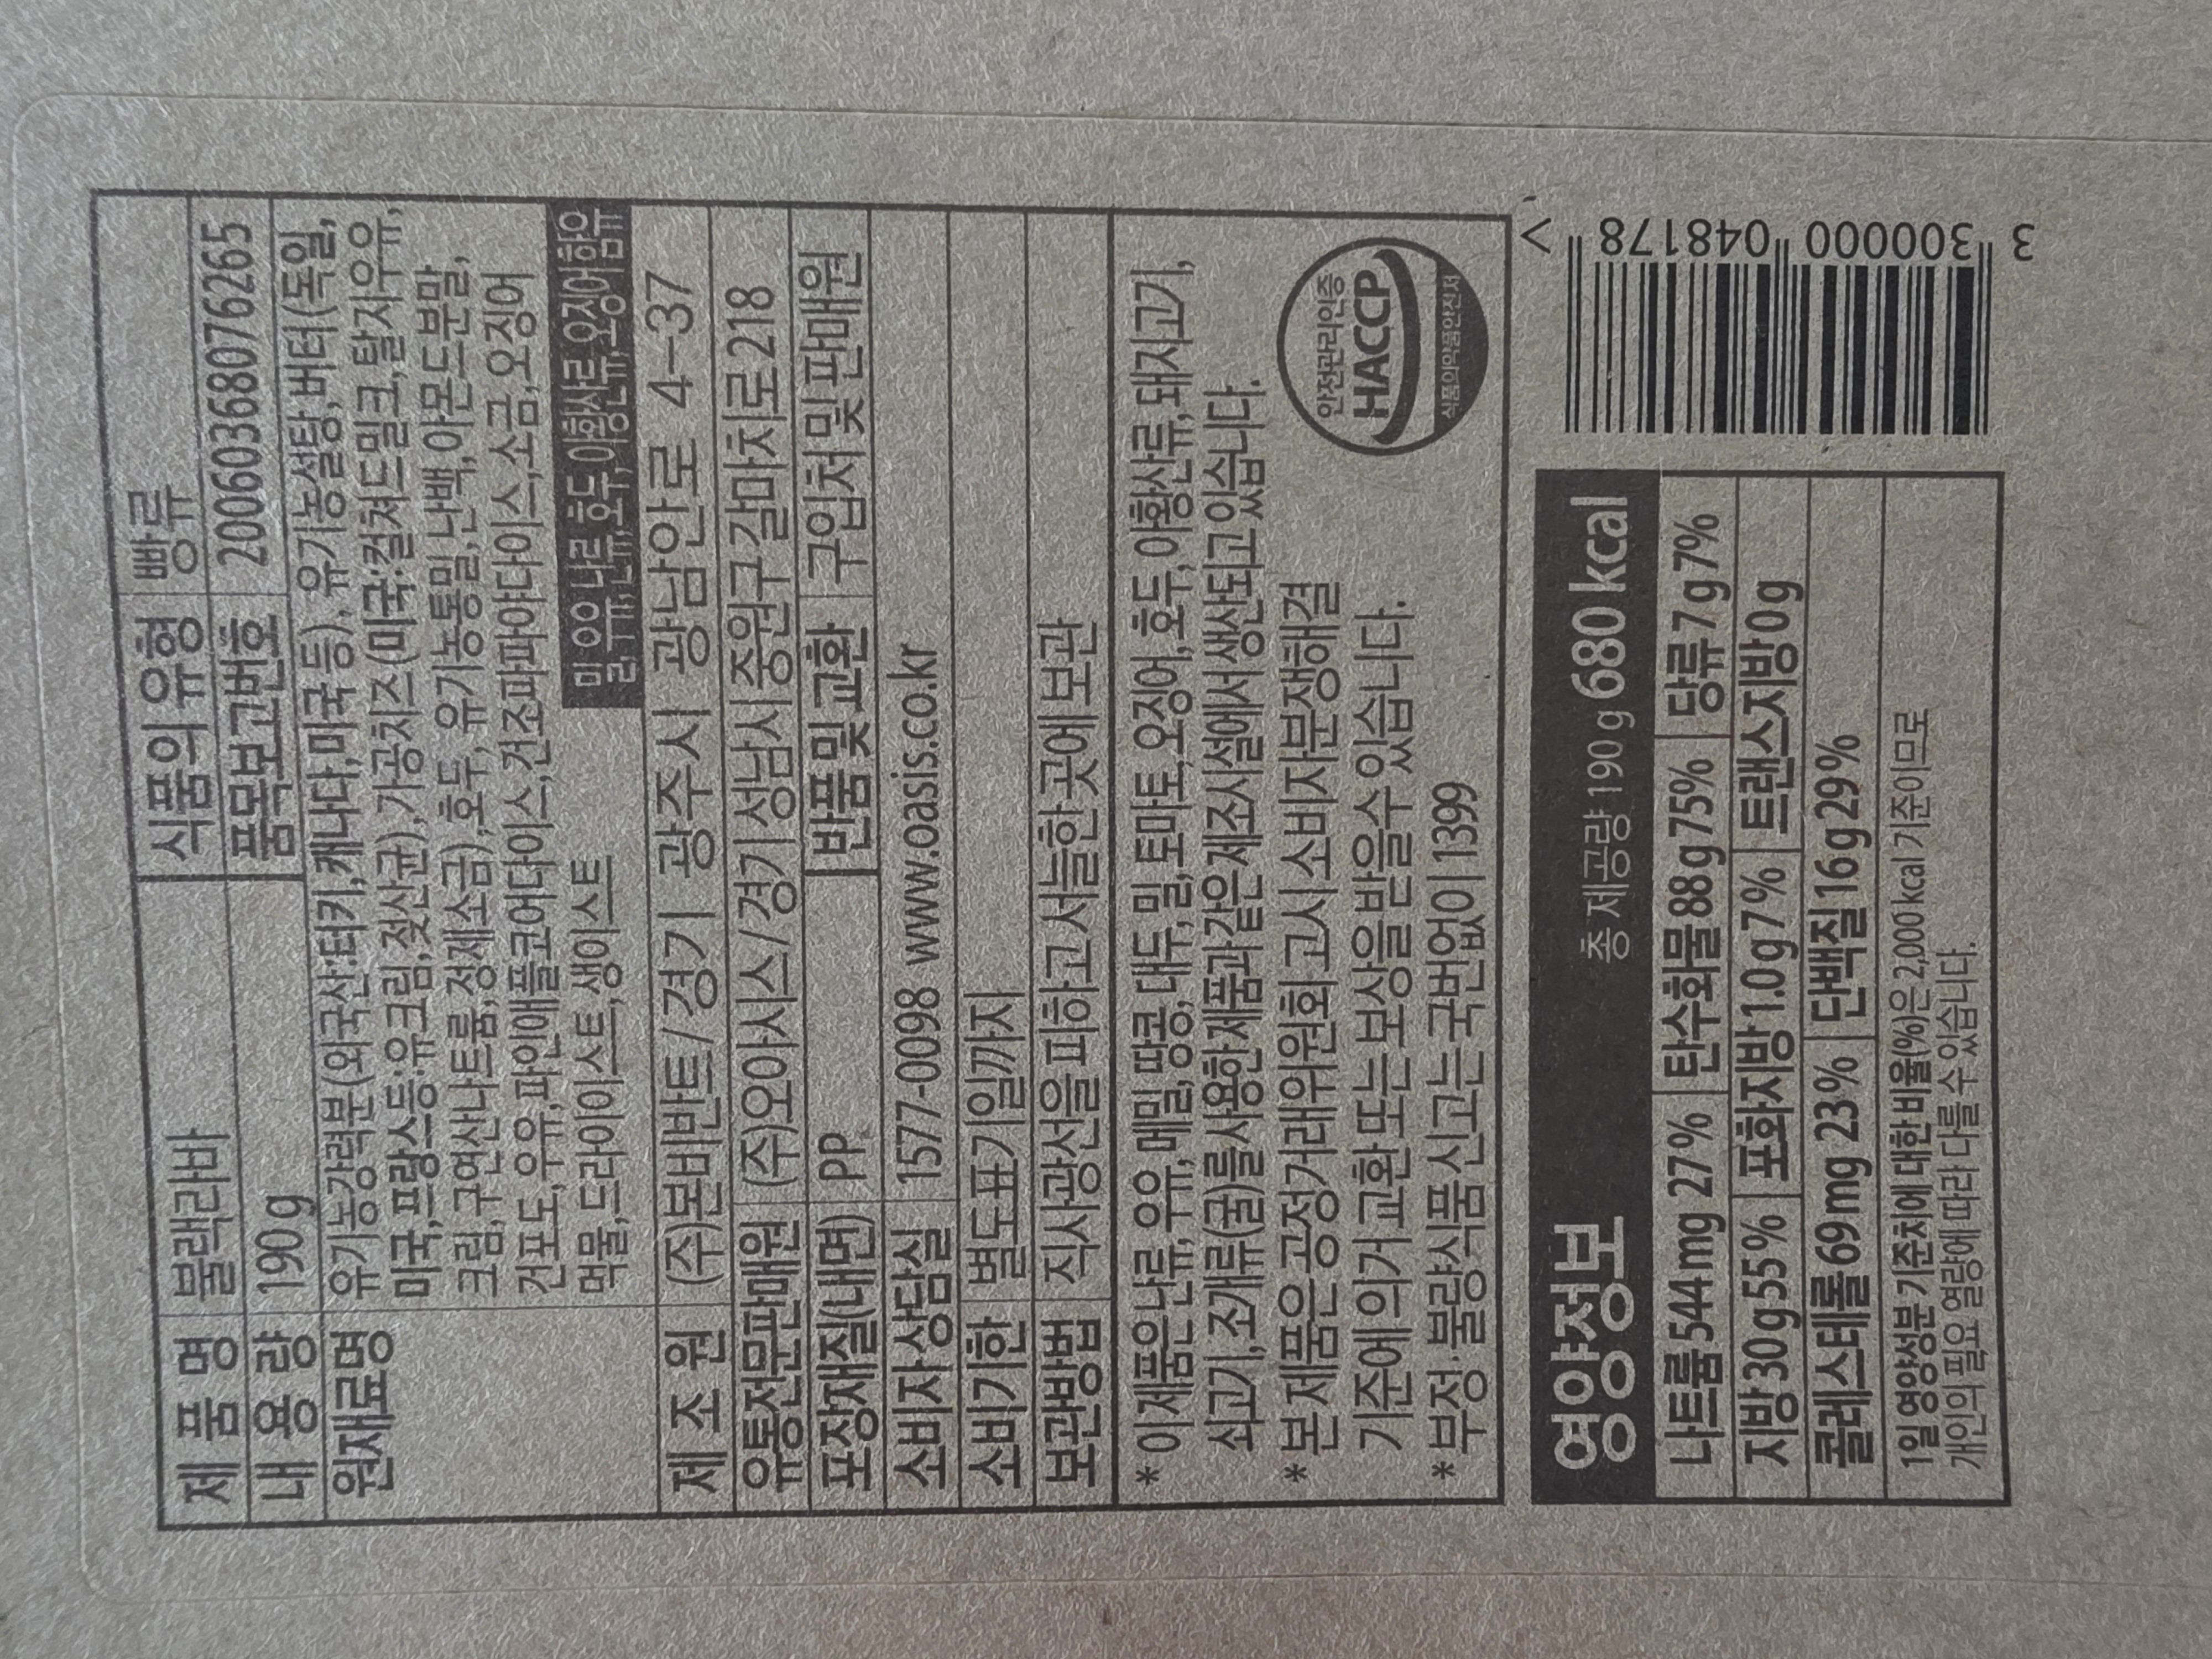 제 품 명 불랙라바 식품의 유형 빵류
내 용 량 190g 품목보고번호 20060368076265
원재료명 유기농강력분(외국산:터키,캐나다,미국 등), 유기농설탕,버터(독일,
미국,프랑스등:유크림,젖산균),가공치즈(미국:컬쳐드밀크,탈지우유,
크림,구연산나트륨,정제소금),호두, 유기농통밀,난백,아몬드분말,
건포도,우유,파인애플코어다이스,건조파파야다이스,소금,오징어
먹물,드라이이스트,생이스트 밀,우유,난류,호두,이황산류,오징어함유
제 조 원 (주)본비반트/경기 광주시 광남안로 4-37
유통전문판매원 (주)오아시스/경기성남시중원구갈마치로218
포장재질(내면) PP 반품및교환 구입처및판매원
소비자상담실 1577-0098 www.oasis.co.kr
소비기한 별도표기일까지
보관방법 직사광선을피하고서늘한곳에보관
* 이제품은난류, 우유, 메밀,땅콩, 대두, 밀,토마토,오징어,호두,이황산류,돼지고기,
쇠고기,조개류(굴)를사용한제품과같은제조시설에서생산되고있습니다.
* 본제품은공정거래위원회고시소비자분쟁해결
기준에의거교환또는보상을받을수있습니다.
* 부정·불량식품신고는국번없이1399
안전관리인증
HACCP
식품의약품안전처
영양정보 총 제공량 190 g 680 kcal
나트륨 544 mg 27% 탄수화물 88 g 75% 당류 7 g 7%
지방 30 g 55% 포화지방 1.0 g 7% 트랜스지방 0 g
콜레스테롤 69 mg 23% 단백질 16 g 29%
1일 영양성분 기준치에 대한 비율(%)은 2,000 kcal 기준이므로
개인의 필요 열량에 따라 다를 수 있습니다.
3 300000 048178 >